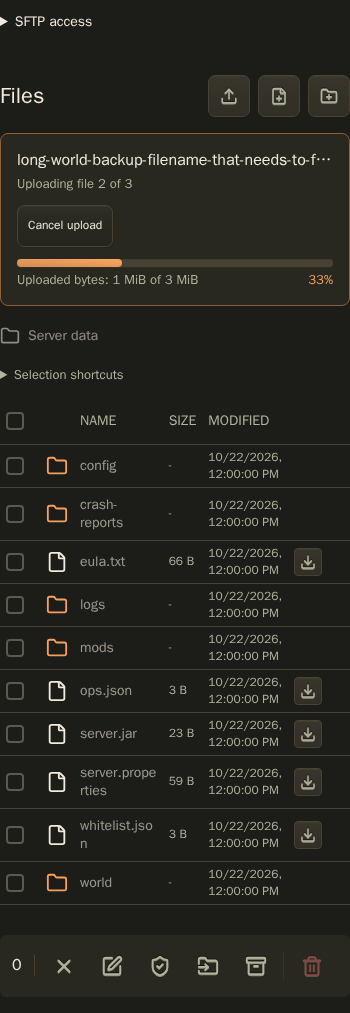 SFTP access
Files
long-world-backup-filename-that-needs-to-f···
Uploading file 2 of 3
Cancel upload
Uploaded bytes: 1 MiB of 3 MiB 33%
Server data
Selection shortcuts
NAME SIZE MODIFIED
config - 10/22/2026,
12:00:00 PM
crash-
reports - 10/22/2026,
12:00:00 PM
eula.txt 66 B 10/22/2026,
12:00:00 PM
logs - 10/22/2026,
12:00:00 PM
mods - 10/22/2026,
12:00:00 PM
ops.json 3 B 10/22/2026,
12:00:00 PM
server.jar 23 B 10/22/2026,
12:00:00 PM
server.prope
rties 59 B 10/22/2026,
12:00:00 PM
whitelist.jso
n 3 B 10/22/2026,
12:00:00 PM
world - 10/22/2026,
12:00:00 PM
0